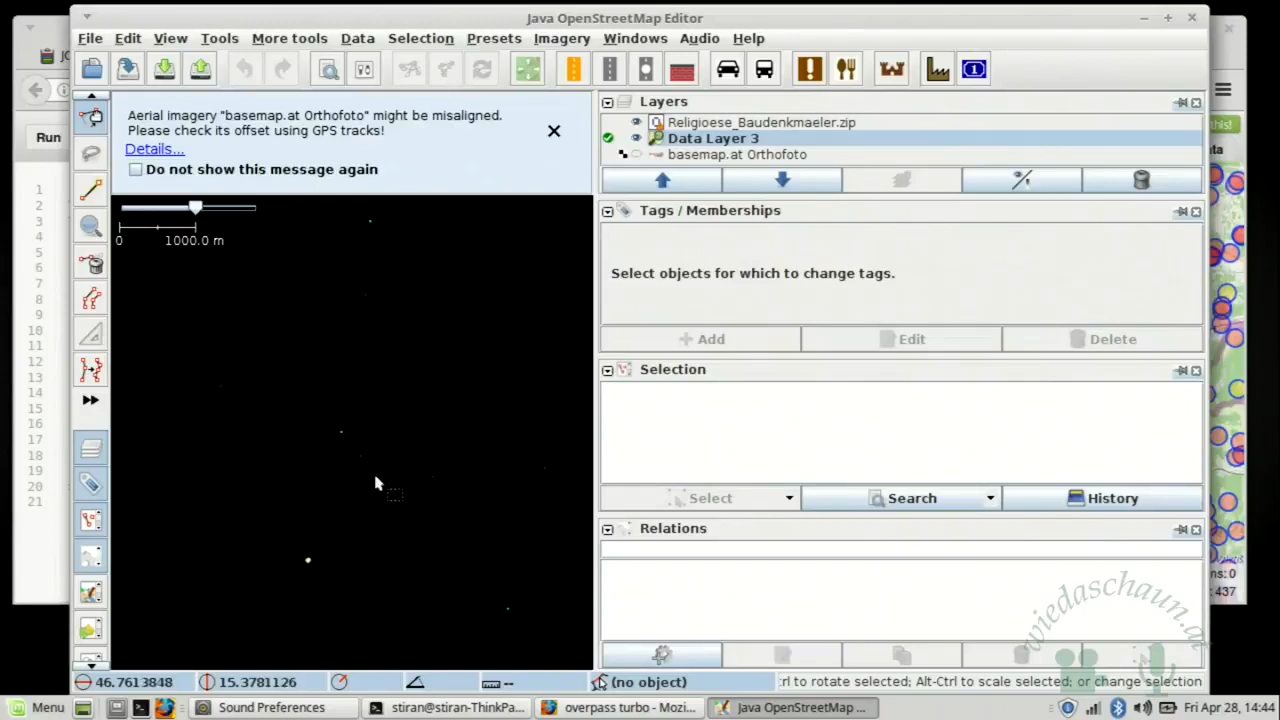 Java OpenStreetMap Editor
File Edit View Tools More tools Data Selection Presets Imagery Windows Audio Help
Aerial imagery "basemap.at Orthofoto" might be misaligned.
Please check its offset using GPS tracks!
Details...
Do not show this message again
0 1000.0 m
Layers
Religioese_Baudenkmaeler.zip
Data Layer 3
basemap.at Orthofoto
Tags / Memberships
Select objects for which to change tags.
Add Edit Delete
Selection
Select Search History
Relations
46.7613848 15.3781126 -- (no object) :rl to rotate selected; Alt-Ctrl to scale selected; or change selection
JO
Run
1
2
3
4
5
6
7
8
9
10
11
12
13
14
15
16
17
18
19
20
21
this!
ta
ns: 0
: 437
wiedaschaun.at
Menu Sound Preferences stiran@stiran-ThinkPa... overpass turbo - Mozi... Java OpenStreetMap ... Fri Apr 28, 14:44